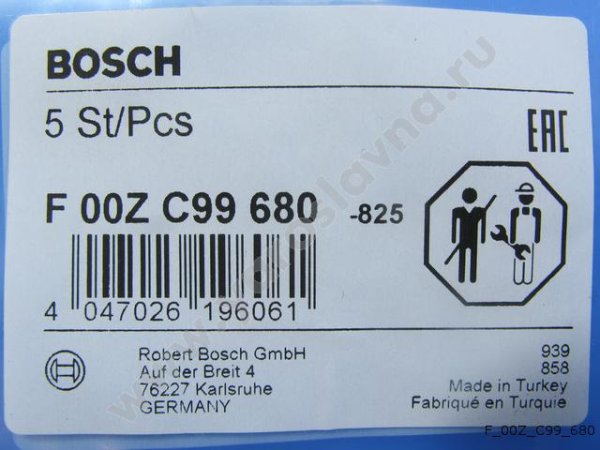 BOSCH
5 St/Pcs
EAC
F 00Z C99 680 -825
4 047026 196061
Robert Bosch GmbH
Auf der Breit 4
76227 Karlsruhe
GERMANY
939
858
Made in Turkey
Fabriqué en Turquie
F_00Z_C99_680